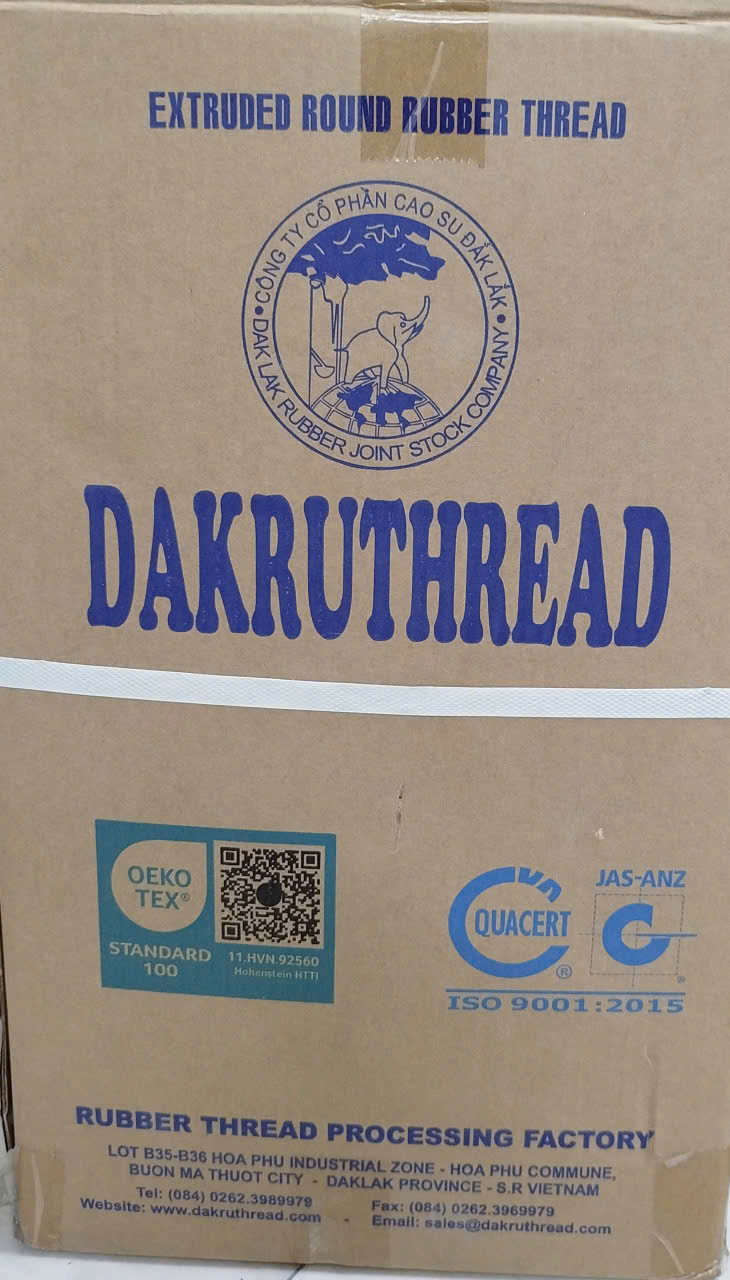 EXTRUDED ROUND RUBBER THREAD
CÔNG TY CỔ PHẦN CAO SU ĐẮK LẮK
DAK LAK RUBBER JOINT STOCK COMPANY
DAKRUTHREAD
OEKO
TEX®
STANDARD
100
11.HVN.92560
Hohenstein HTTI
QUACERT
®
JAS-ANZ
ISO 9001:2015
RUBBER THREAD PROCESSING FACTORY
LOT B35-B36 HOA PHU INDUSTRIAL ZONE - HOA PHU COMMUNE,
BUON MA THUOT CITY - DAKLAK PROVINCE - S.R VIETNAM
Tel: (084) 0262.3989979 Fax: (084) 0262.3969979
Website: www.dakruthread.com - Email: sales@dakruthread.com